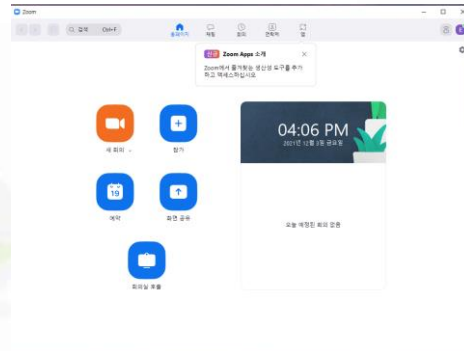 Zoom
검색 Ctrl+F
홈페이지
채팅
회의
연락처
앱
E
신규 Zoom Apps 소개
Zoom에서 즐겨찾는 생산성 도구를 추가
하고 액세스하십시오
새 회의
참가
19
예약
화면 공유
회의실 호출
04:06 PM
2021년 12월 3일 금요일
오늘 예정된 회의 없음